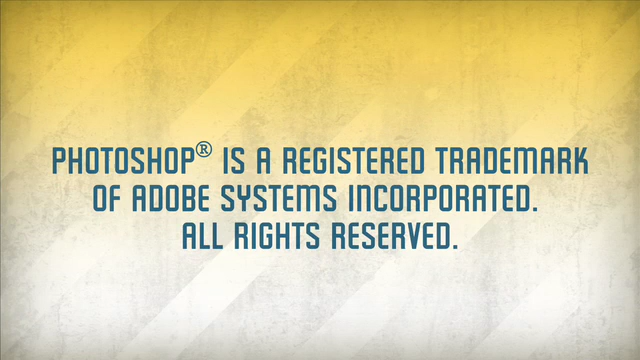 PHOTOSHOP® IS A REGISTERED TRADEMARK
OF ADOBE SYSTEMS INCORPORATED.
ALL RIGHTS RESERVED.